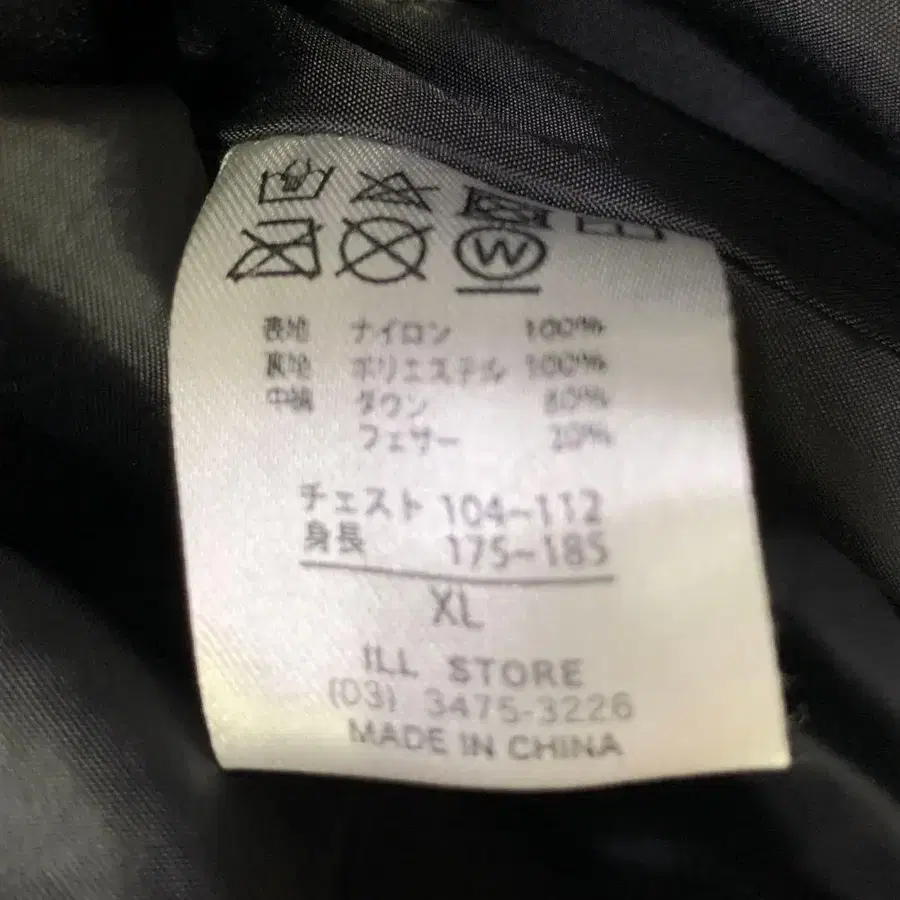 W
表地 ナイロン 100%
裏地 ポリエステル 100%
中綿 ダウン 80%
フェザー 20%
チェスト 104~112
身長 175~185
XL
ILL STORE
(03) 3475-3226
MADE IN CHINA